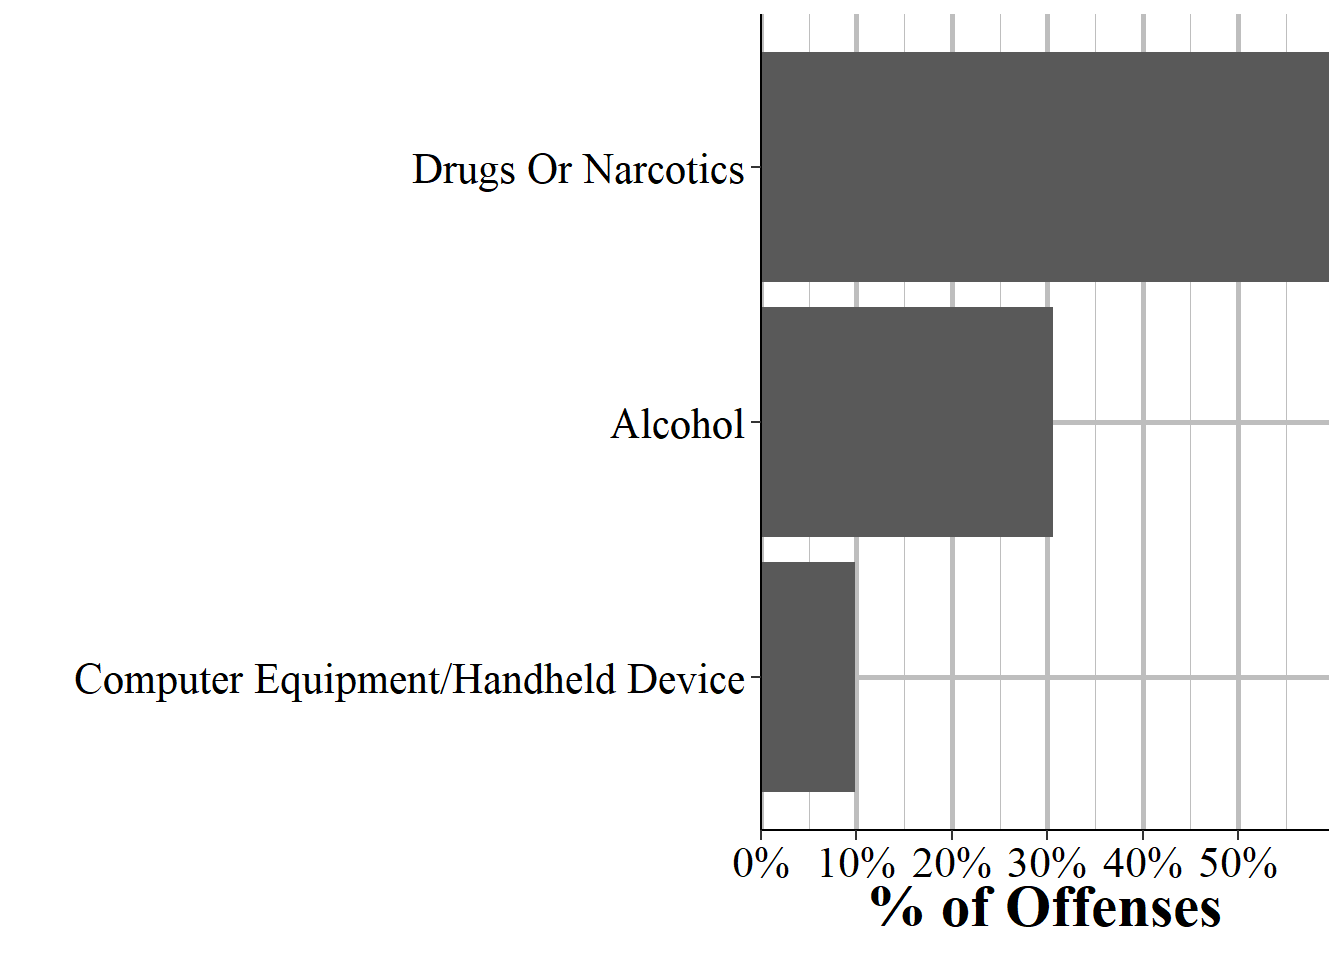 Drugs Or Narcotics
Alcohol
Computer Equipment/Handheld Device
0% 10% 20% 30% 40% 50%
% of Offenses